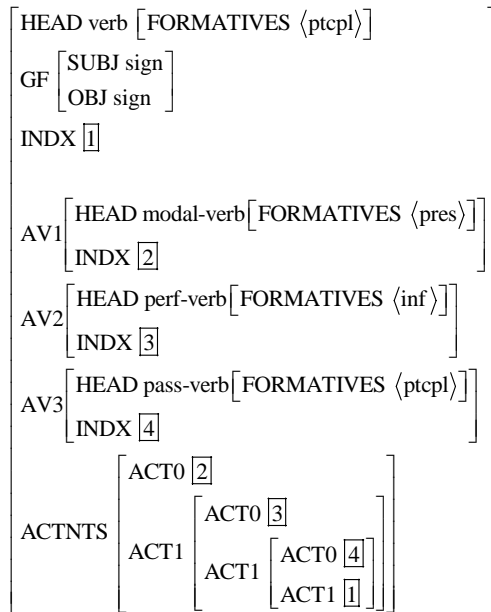 HEAD verb [FORMATIVES ⟨ptcpl⟩]
GF [SUBJ sign
OBJ sign]
INDX 1
AV1 [HEAD modal-verb[FORMATIVES ⟨pres⟩]
INDX 2]
AV2 [HEAD perf-verb[FORMATIVES ⟨inf⟩]
INDX 3]
AV3 [HEAD pass-verb[FORMATIVES ⟨ptcpl⟩]
INDX 4]
ACTNTS [ACT0 2
ACT1 [ACT0 3
ACT1 [ACT0 4
ACT1 1]]]